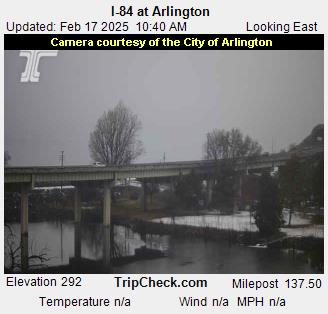 I-84 at Arlington
Updated: Feb 17 2025 10:40 AM Looking East
Camera courtesy of the City of Arlington
Elevation 292 TripCheck.com Milepost 137.50
Temperature n/a Wind n/a MPH n/a